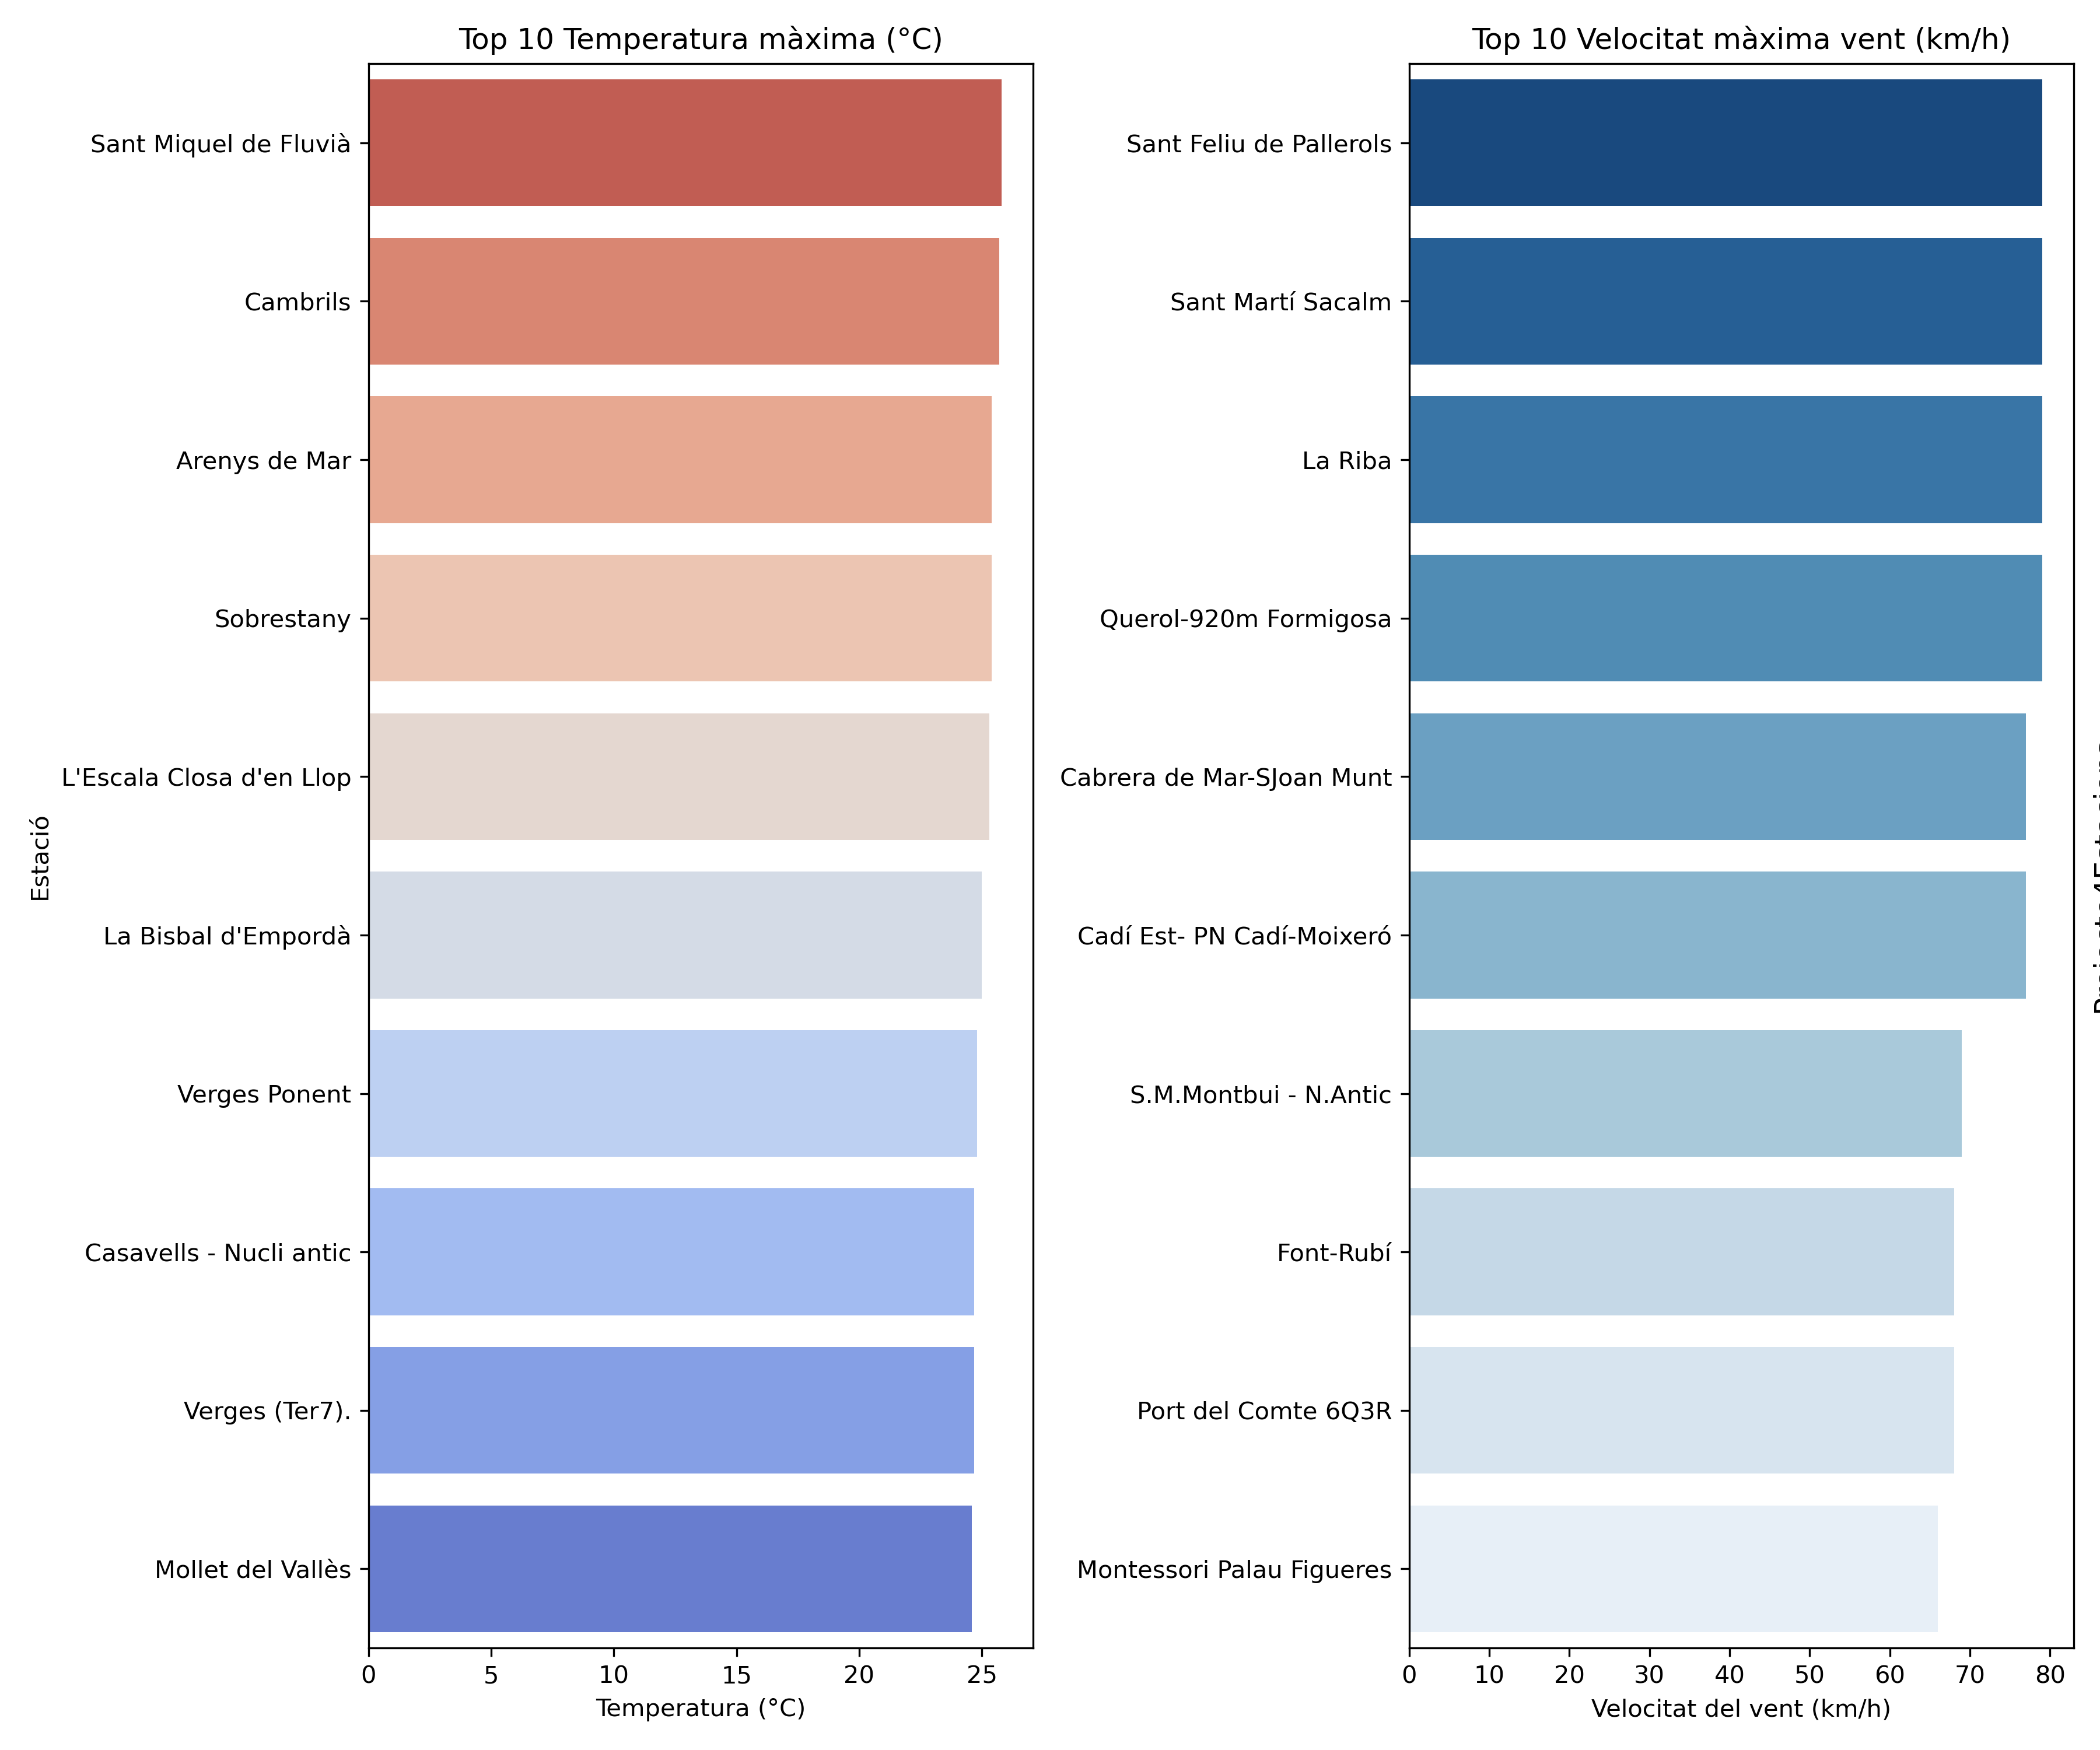 Top 10 Temperatura màxima (°C)
Estació
Sant Miquel de Fluvià
Cambrils
Arenys de Mar
Sobrestany
L'Escala Closa d'en Llop
La Bisbal d'Empordà
Verges Ponent
Casavells - Nucli antic
Verges (Ter7).
Mollet del Vallès
0 5 10 15 20 25
Temperatura (°C)
Top 10 Velocitat màxima vent (km/h)
Sant Feliu de Pallerols
Sant Martí Sacalm
La Riba
Querol-920m Formigosa
Cabrera de Mar-SJoan Munt
Cadí Est- PN Cadí-Moixeró
S.M.Montbui - N.Antic
Font-Rubí
Port del Comte 6Q3R
Montessori Palau Figueres
0 10 20 30 40 50 60 70 80
Velocitat del vent (km/h)